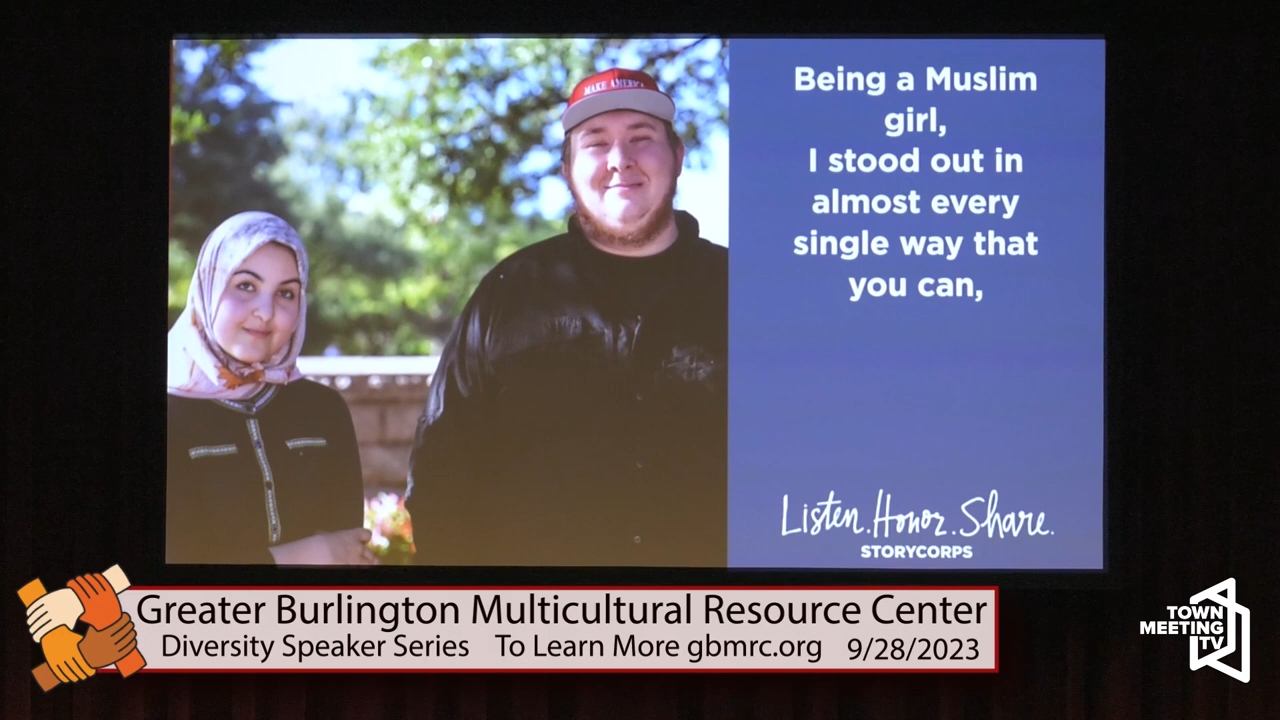 MAKE AMERICA
Being a Muslim
girl,
I stood out in
almost every
single way that
you can,
Listen. Honor. Share.
STORYCORPS
Greater Burlington Multicultural Resource Center
Diversity Speaker Series To Learn More gbmrc.org 9/28/2023
TOWN
MEETING
TV